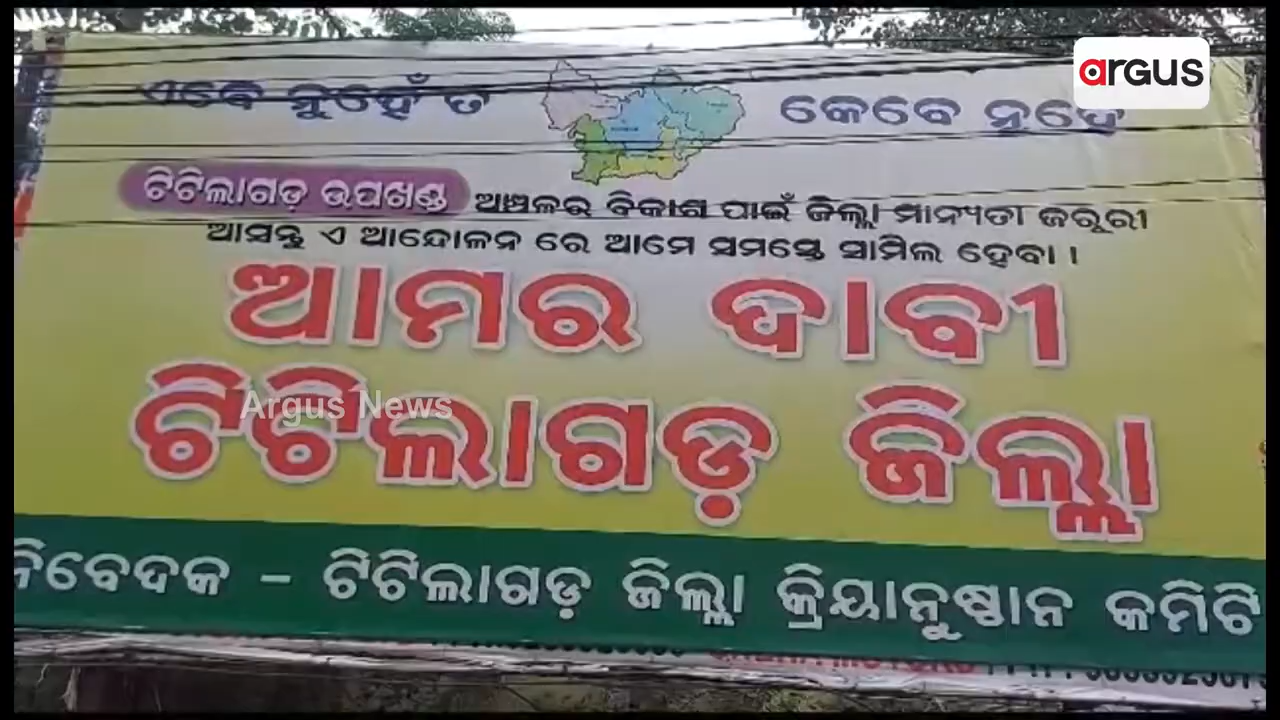 argus
ଏବେ ନୁହେଁ ତ କେବେ ନୁହେଁ
ଟିଟିଲାଗଡ଼ ଉପଖଣ୍ଡ ଆଞ୍ଚଳର ବିକାଶ ପାଇଁ ଜିଲ୍ଲା ମାନ୍ୟତା ଜରୁରୀ
ଆସନ୍ତୁ ଏ ଆନ୍ଦୋଳନ ରେ ଆମେ ସମସ୍ତେ ସାମିଲ ହେବା ।
ଆମର ଦାବୀ
ଟିଟିଲାଗଡ଼ ଜିଲ୍ଲା
Argus News
ନିବେଦକ – ଟିଟିଲାଗଡ଼ ଜିଲ୍ଲା କ୍ରିୟାନୁଷ୍ଠାନ କମିଟି